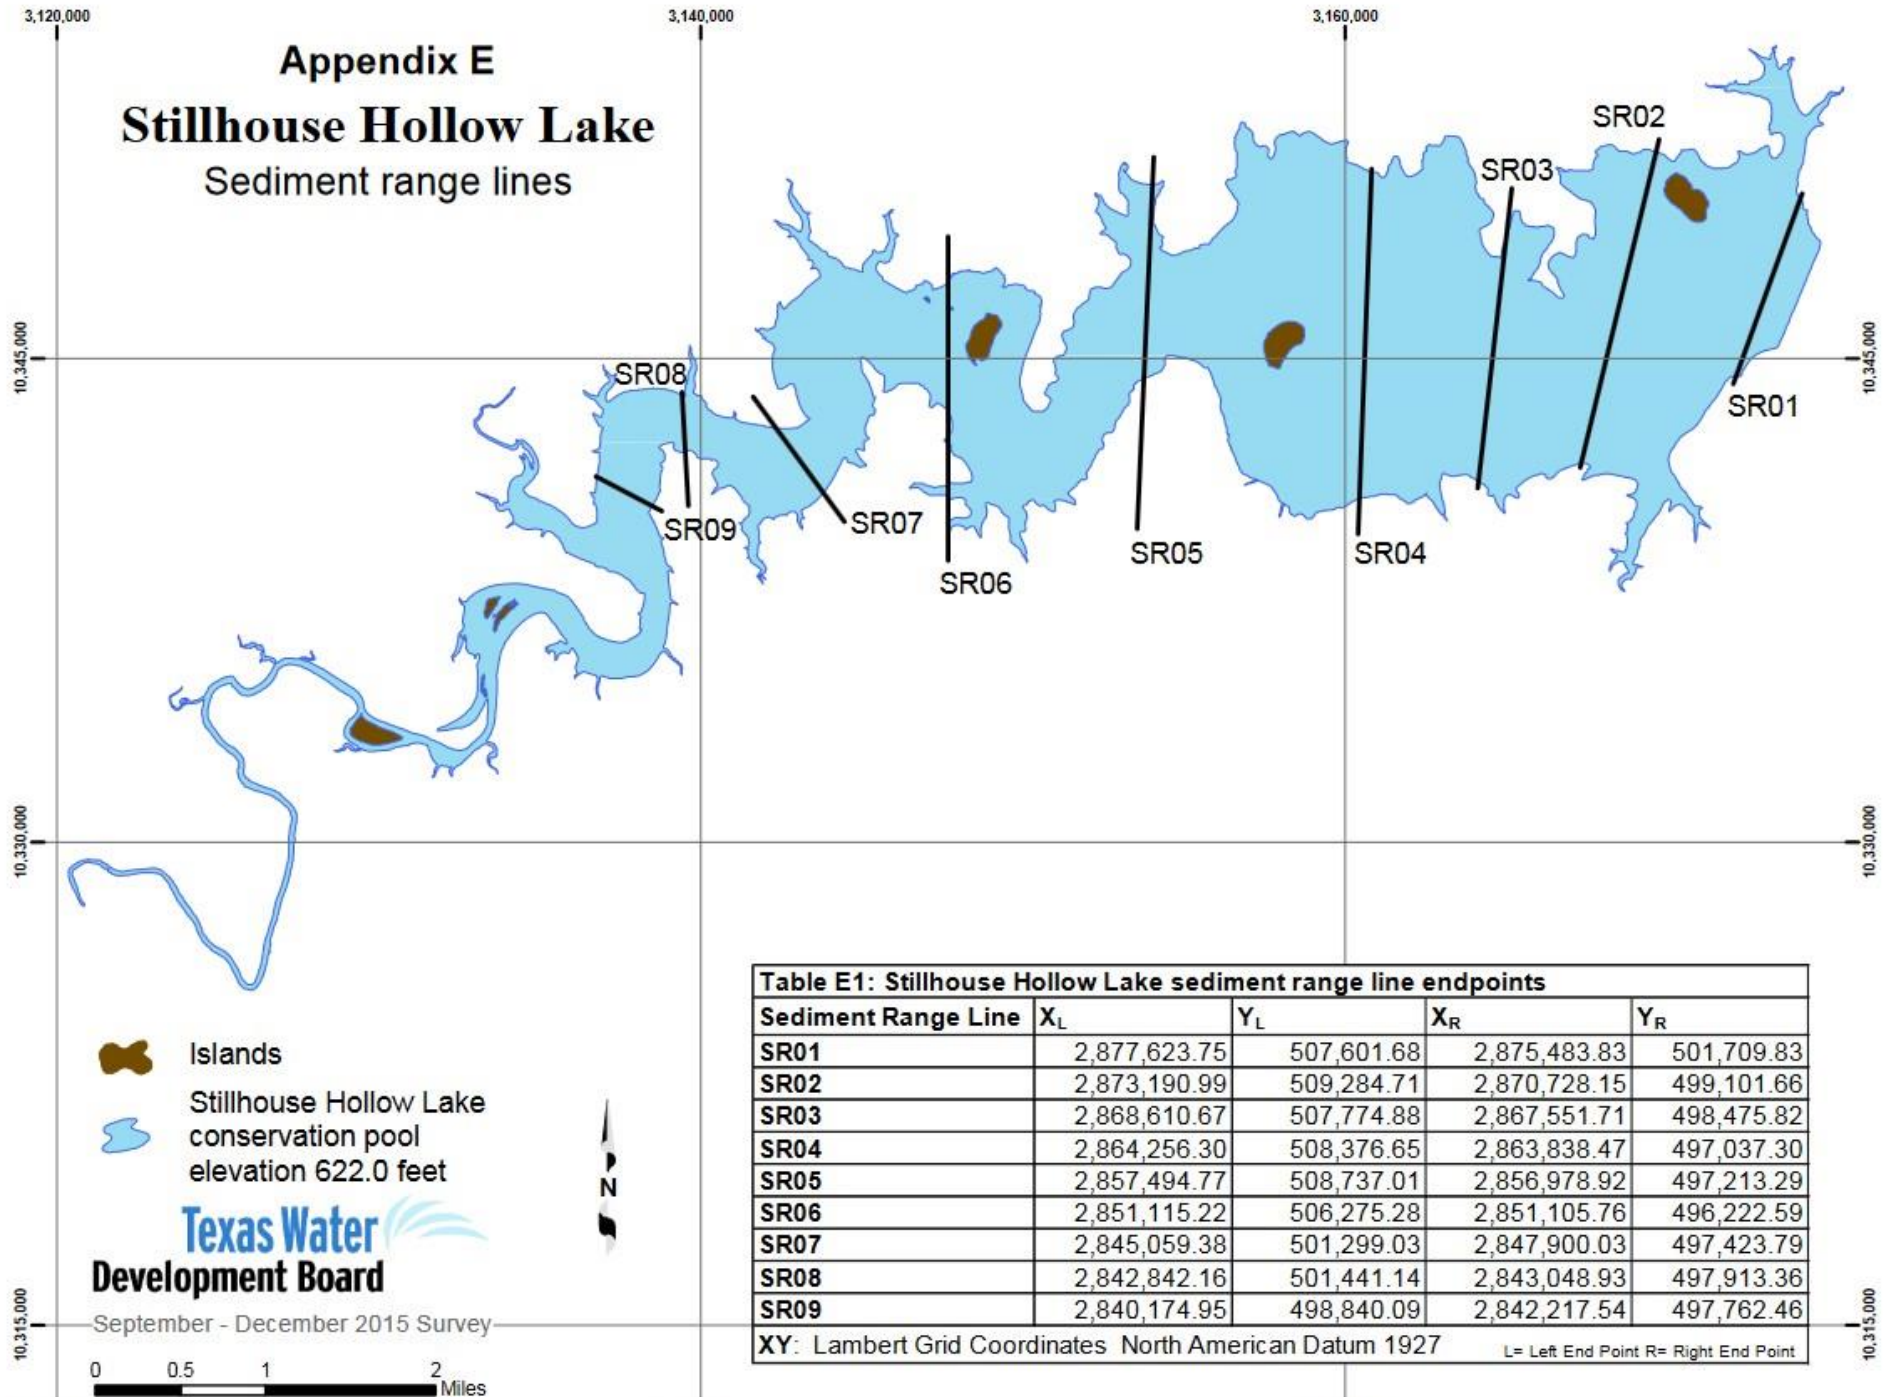 3,120,000 3,140,000 3,160,000
Appendix E
Stillhouse Hollow Lake
Sediment range lines
SR02
SR03
SR01
SR08
SR09
SR07
SR06
SR05
SR04
10,345,000 10,345,000
10,330,000 10,330,000
10,315,000 10,315,000
Islands
Stillhouse Hollow Lake
conservation pool
elevation 622.0 feet
N
Texas Water
Development Board
September - December 2015 Survey
0 0.5 1 2
Miles
Table E1: Stillhouse Hollow Lake sediment range line endpoints
Sediment Range Line XL YL XR YR
SR01 2,877,623.75 507,601.68 2,875,483.83 501,709.83
SR02 2,873,190.99 509,284.71 2,870,728.15 499,101.66
SR03 2,868,610.67 507,774.88 2,867,551.71 498,475.82
SR04 2,864,256.30 508,376.65 2,863,838.47 497,037.30
SR05 2,857,494.77 508,737.01 2,856,978.92 497,213.29
SR06 2,851,115.22 506,275.28 2,851,105.76 496,222.59
SR07 2,845,059.38 501,299.03 2,847,900.03 497,423.79
SR08 2,842,842.16 501,441.14 2,843,048.93 497,913.36
SR09 2,840,174.95 498,840.09 2,842,217.54 497,762.46
XY: Lambert Grid Coordinates North American Datum 1927 L= Left End Point R= Right End Point